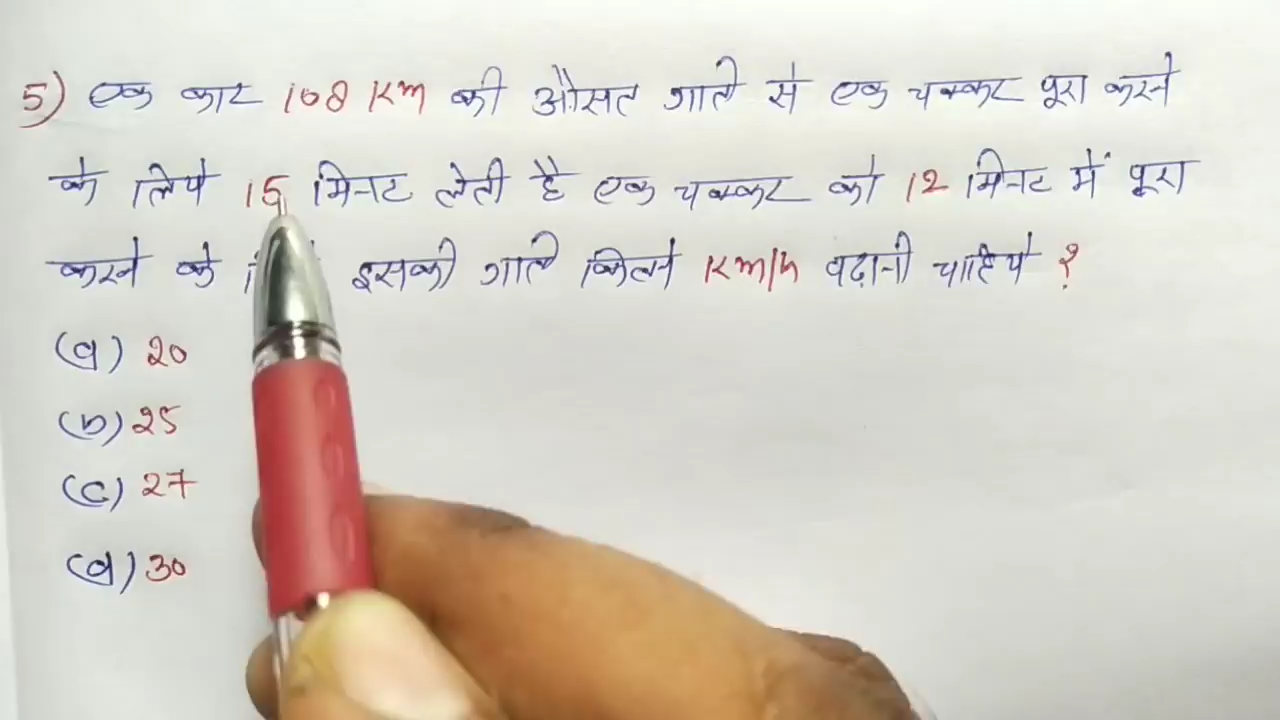 5) एक कार 108 Km की औसत गति से एक चक्कर पूरा करने
के लिये 15 मिनट लेती है एक चक्कर को 12 मिनट में पूरा
करने के इसकी गति कितने Km/h बढ़ानी चाहिये ?
(a) 20
(b) 25
(c) 27
(d) 30